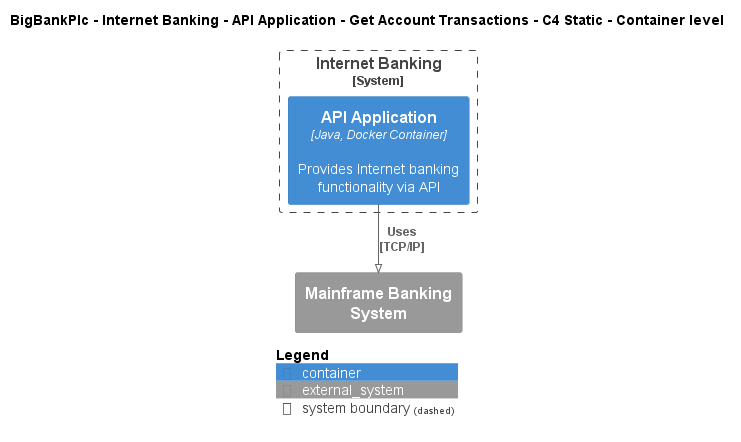 BigBankPlc - Internet Banking - API Application - Get Account Transactions - C4 Static - Container level
Internet Banking
[System]
API Application
[Java, Docker Container]
Provides Internet banking
functionality via API
Uses
[TCP/IP]
Mainframe Banking
System
Legend
container
external_system
system boundary (dashed)